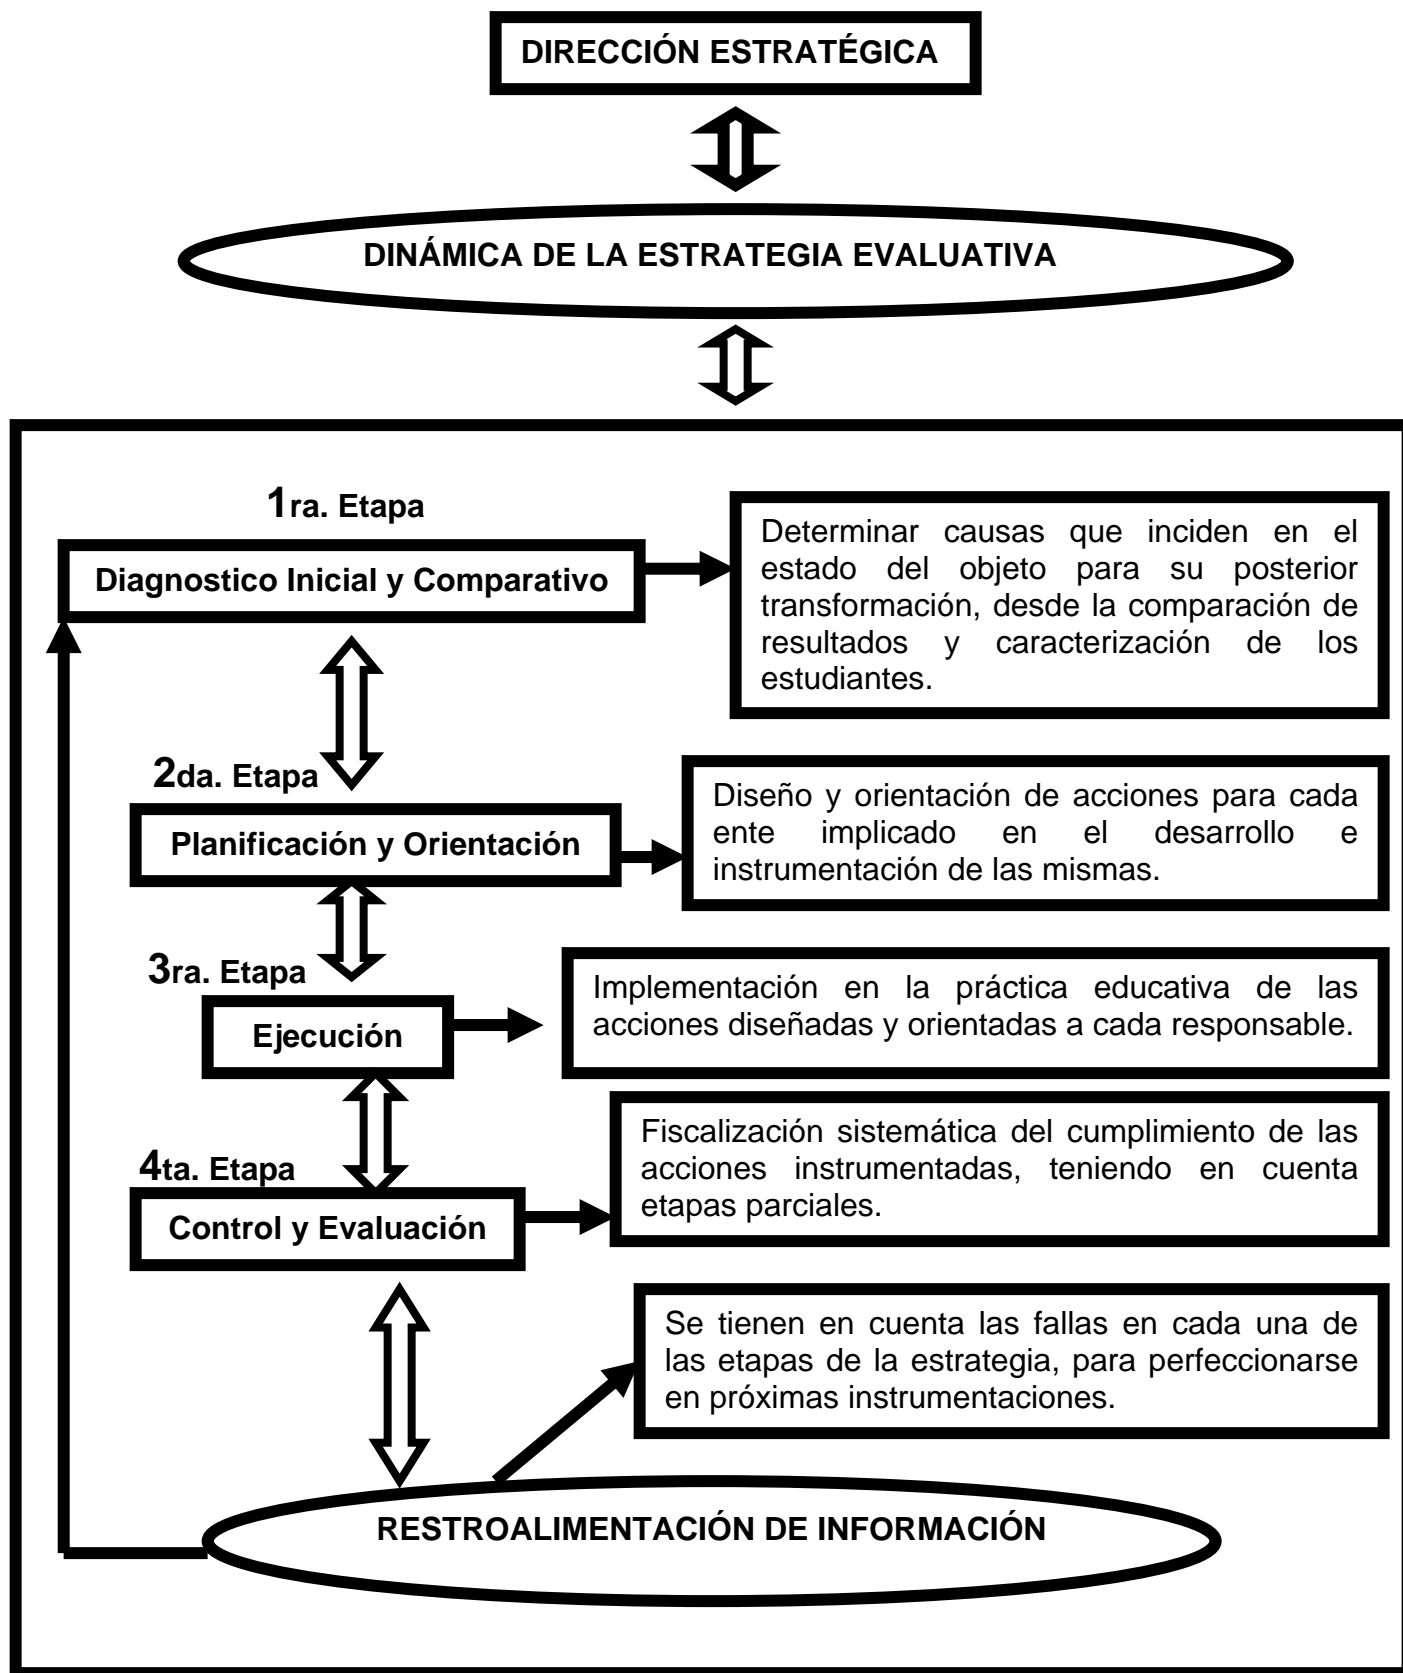 DIRECCIÓN ESTRATÉGICA
DINÁMICA DE LA ESTRATEGIA EVALUATIVA
1ra. Etapa
Diagnostico Inicial y Comparativo
Determinar causas que inciden en el
estado del objeto para su posterior
transformación, desde la comparación de
resultados y caracterización de los
estudiantes.
2da. Etapa
Planificación y Orientación
Diseño y orientación de acciones para cada
ente implicado en el desarrollo e
instrumentación de las mismas.
3ra. Etapa
Ejecución
Implementación en la práctica educativa de las
acciones diseñadas y orientadas a cada responsable.
4ta. Etapa
Control y Evaluación
Fiscalización sistemática del cumplimiento de las
acciones instrumentadas, teniendo en cuenta
etapas parciales.
Se tienen en cuenta las fallas en cada una de
las etapas de la estrategia, para perfeccionarse
en próximas instrumentaciones.
RESTROALIMENTACIÓN DE INFORMACIÓN